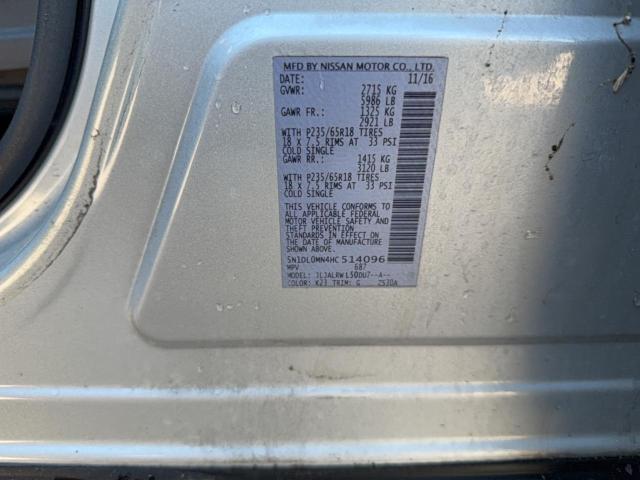 MFD BY NISSAN MOTOR CO., LTD.
DATE: 11/16
GVWR: 2715 KG
5986 LB
GAWR FR.: 1325 KG
2921 LB
WITH P235/65R18 TIRES
18 X 7.5 RIMS AT 33 PSI
COLD SINGLE
GAWR RR.: 1415 KG
3120 LB
WITH P235/65R18 TIRES
18 X 7.5 RIMS AT 33 PSI
COLD SINGLE
THIS VEHICLE CONFORMS TO
ALL APPLICABLE FEDERAL
MOTOR VEHICLE SAFETY AND
THEFT PREVENTION
STANDARDS IN EFFECT ON
THE DATE OF MANUFACTURE
SHOWN ABOVE.
5N1DL0MN4HC514096
MPV 687
MODEL: JLJALRWL50DU7--A--
COLOR: K23 TRIM: G 2530A